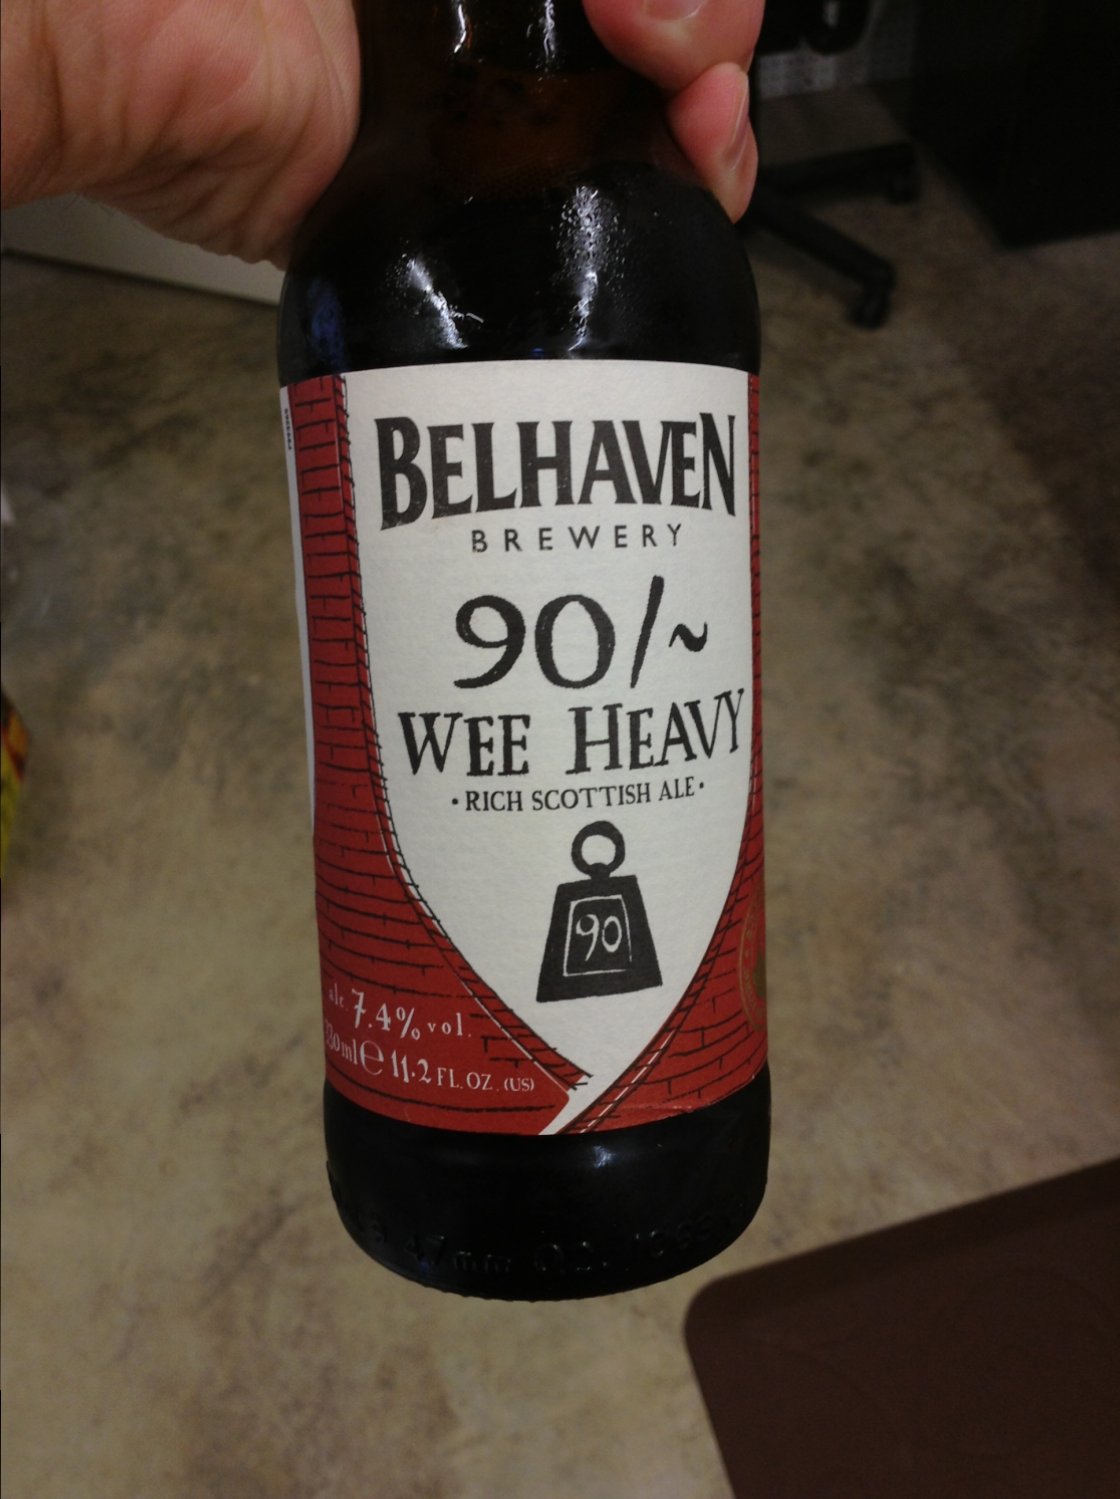 BELHAVEN
BREWERY
90/~
WEE HEAVY
• RICH SCOTTISH ALE •
90
alc. 7.4% vol.
330ml e 11.2 FL. OZ. (US)
47mm